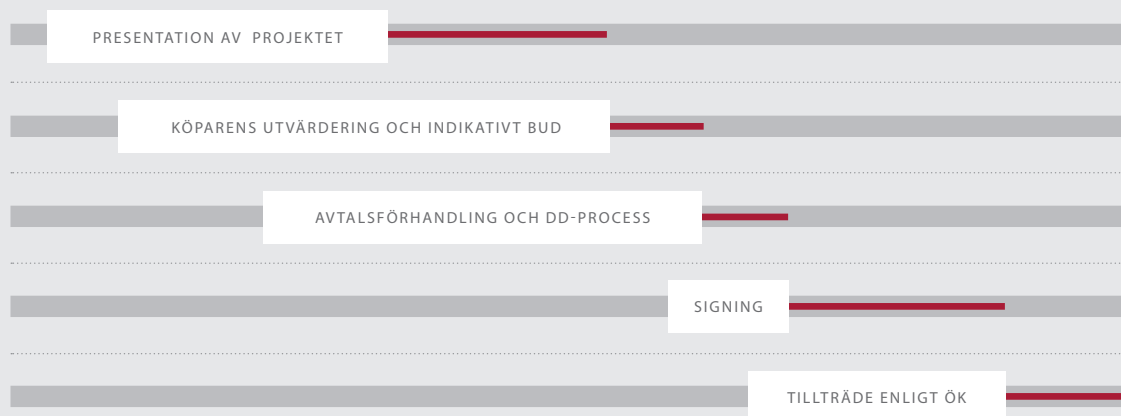 PRESENTATION AV PROJEKTET
KÖPARENS UTVÄRDERING OCH INDIKATIVT BUD
AVTALSFÖRHANDLING OCH DD-PROCESS
SIGNING
TILLTRÄDE ENLIGT ÖK